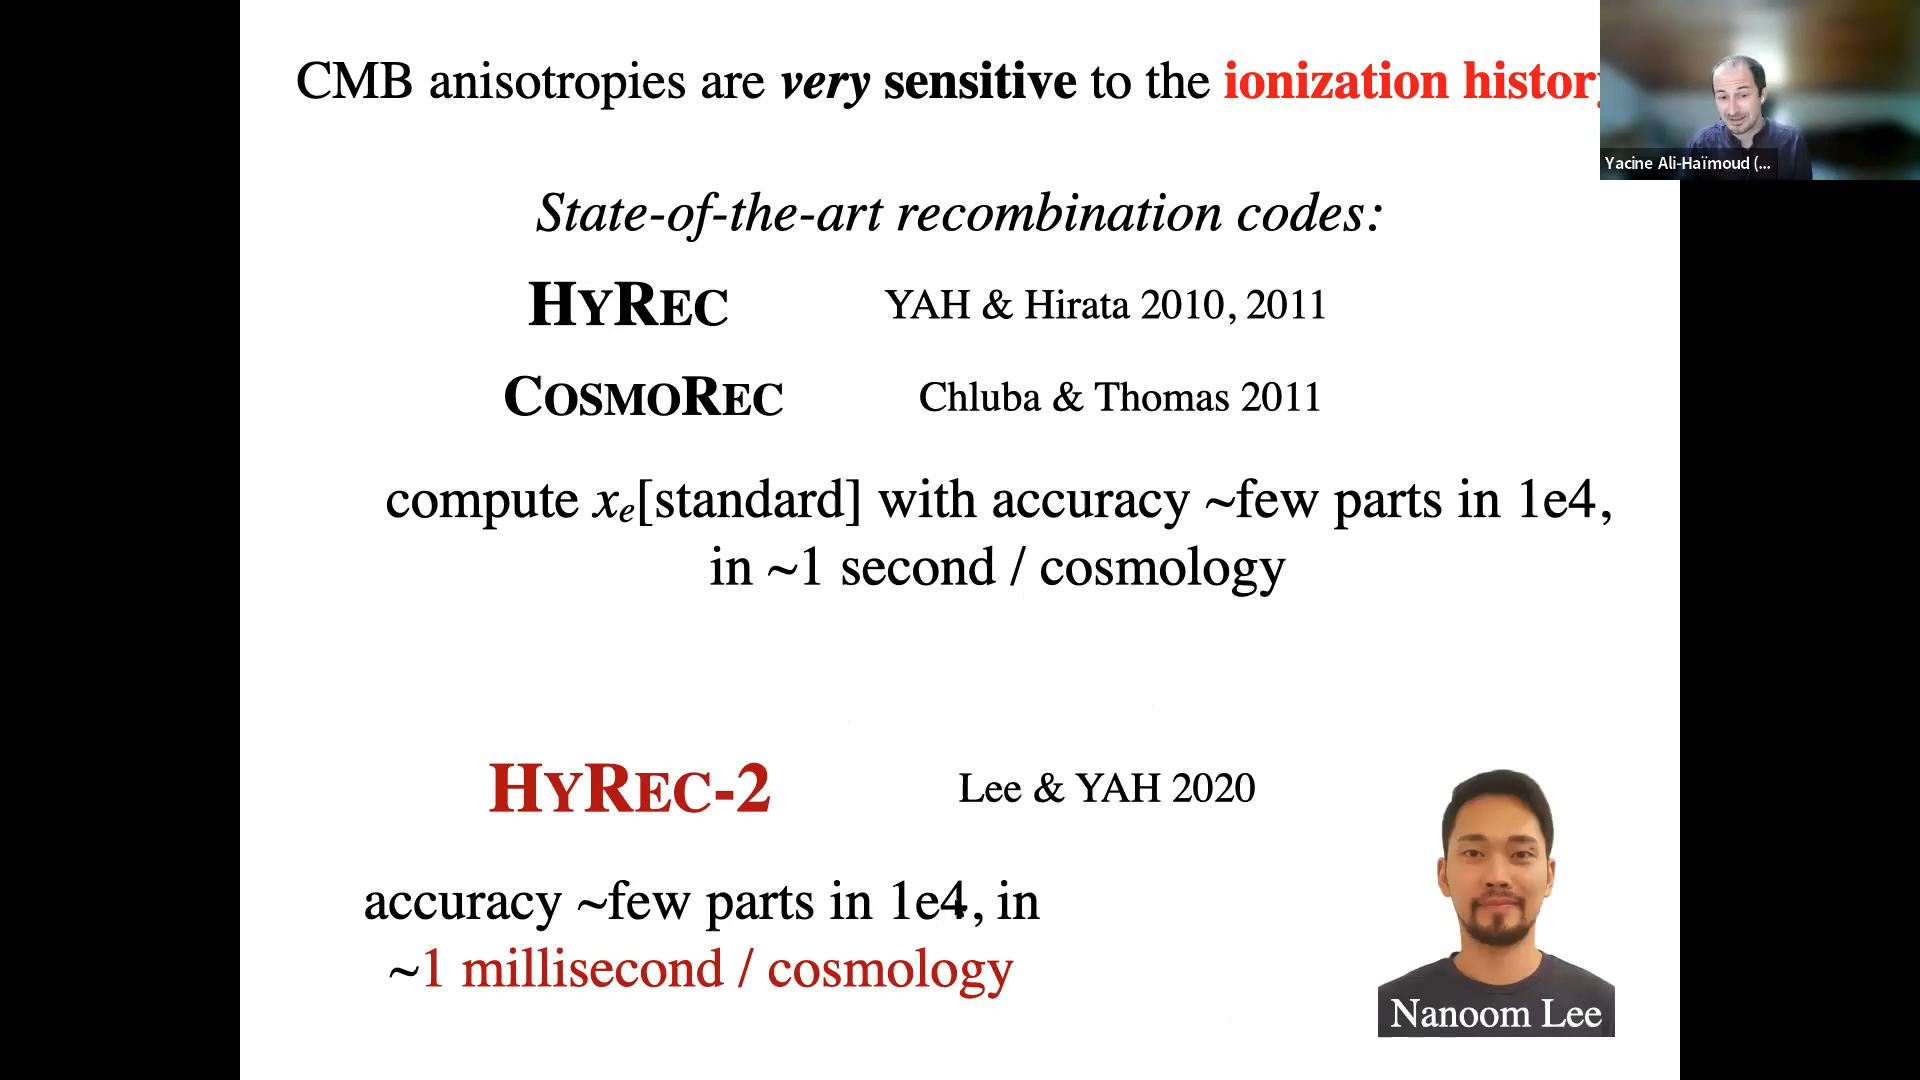 CMB anisotropies are very sensitive to the ionization history
Yacine Ali-Haïmoud (...
State-of-the-art recombination codes:
HYREC YAH & Hirata 2010, 2011
COSMOREC Chluba & Thomas 2011
compute xe[standard] with accuracy ~few parts in 1e4,
in ~1 second / cosmology
HYREC-2 Lee & YAH 2020
accuracy ~few parts in 1e4, in
~1 millisecond / cosmology
Nanoom Lee